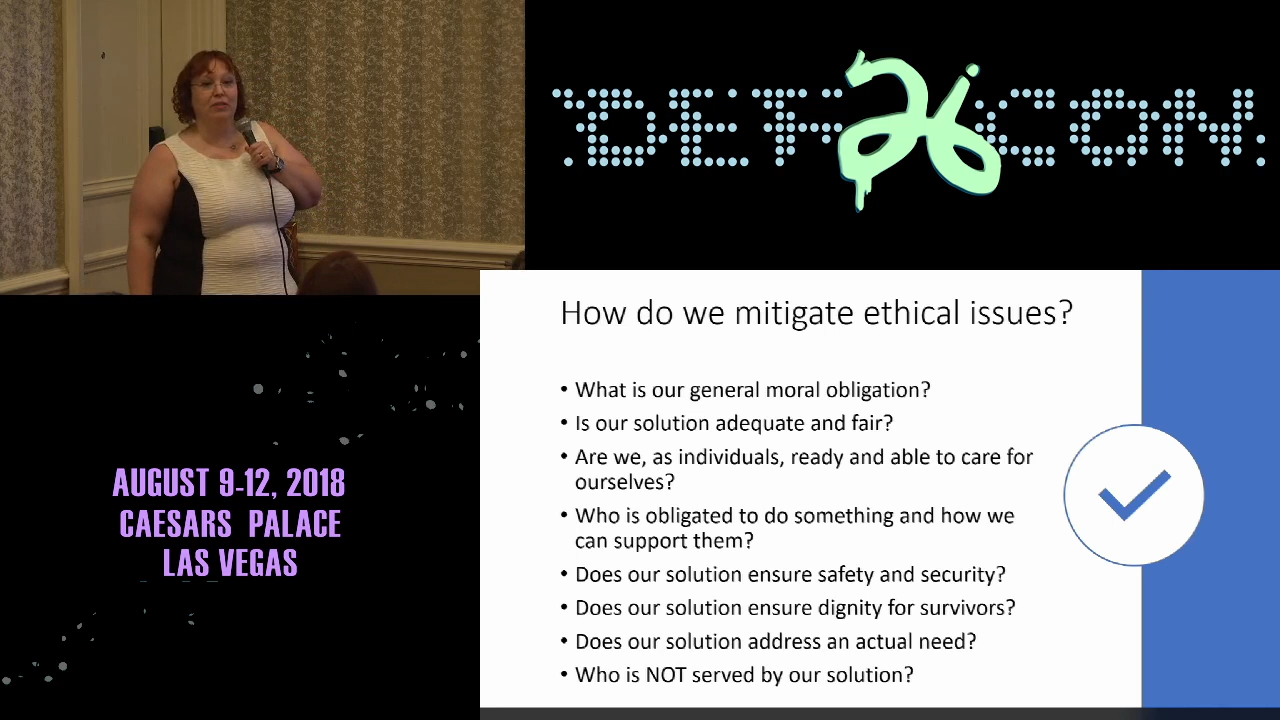 DEF 26 CON
How do we mitigate ethical issues?
• What is our general moral obligation?
• Is our solution adequate and fair?
• Are we, as individuals, ready and able to care for
ourselves?
• Who is obligated to do something and how we
can support them?
• Does our solution ensure safety and security?
• Does our solution ensure dignity for survivors?
• Does our solution address an actual need?
• Who is NOT served by our solution?
AUGUST 9-12, 2018
CAESARS PALACE
LAS VEGAS